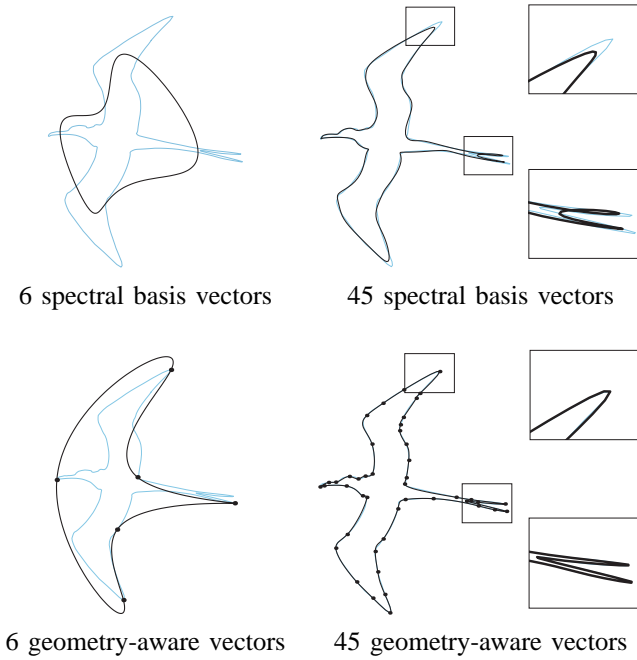 6 spectral basis vectors
45 spectral basis vectors
6 geometry-aware vectors
45 geometry-aware vectors